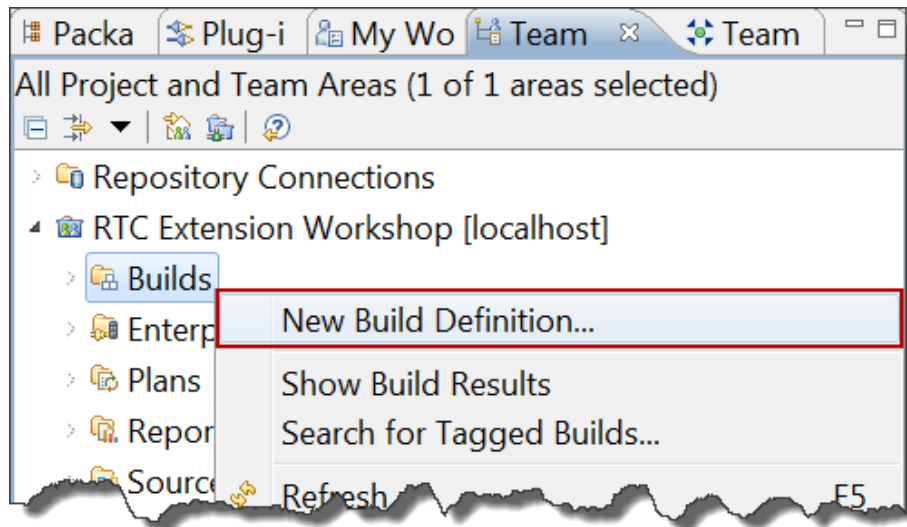 Packa Plug-i My Wo Team Team
All Project and Team Areas (1 of 1 areas selected)
Repository Connections
RTC Extension Workshop [localhost]
Builds
New Build Definition...
Enterp
Plans
Show Build Results
Repor
Search for Tagged Builds...
Source
Refresh F5